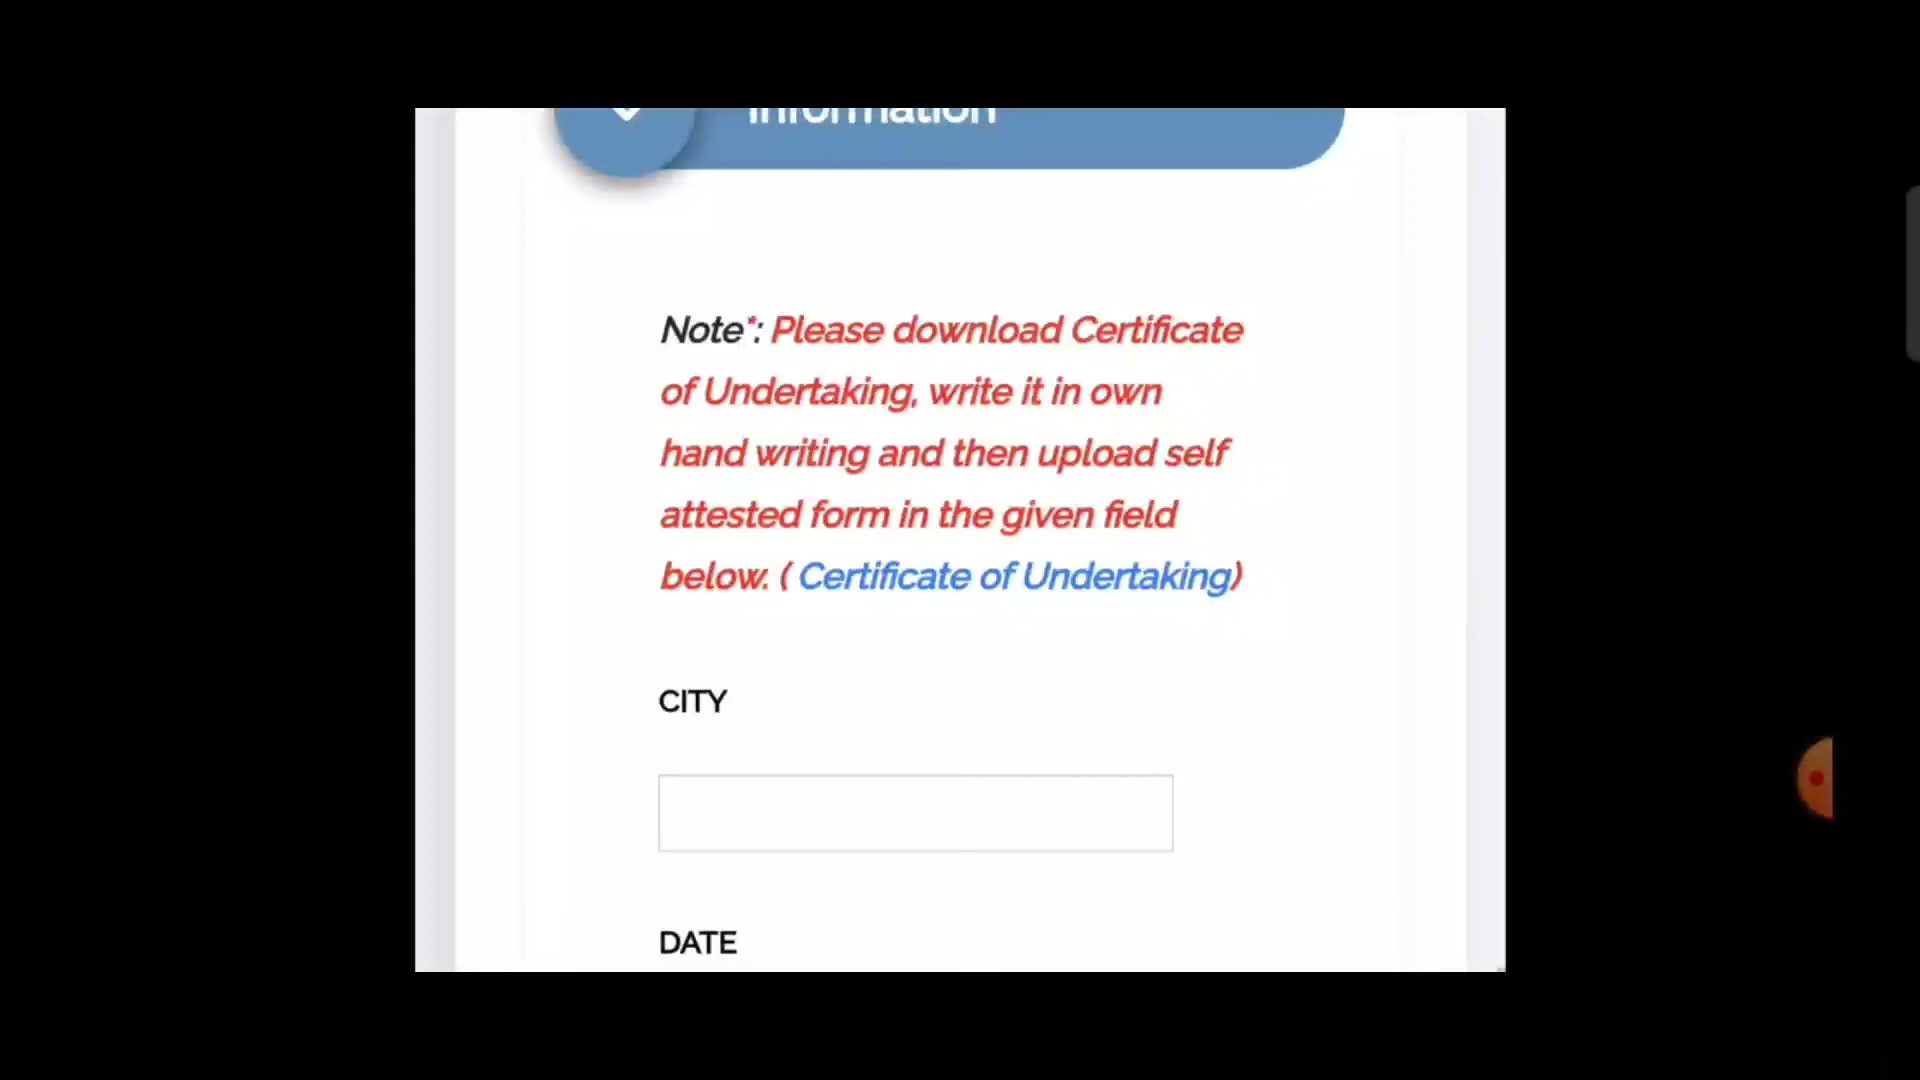 Information
Note*: Please download Certificate
of Undertaking, write it in own
hand writing and then upload self
attested form in the given field
below. ( Certificate of Undertaking)
CITY
DATE